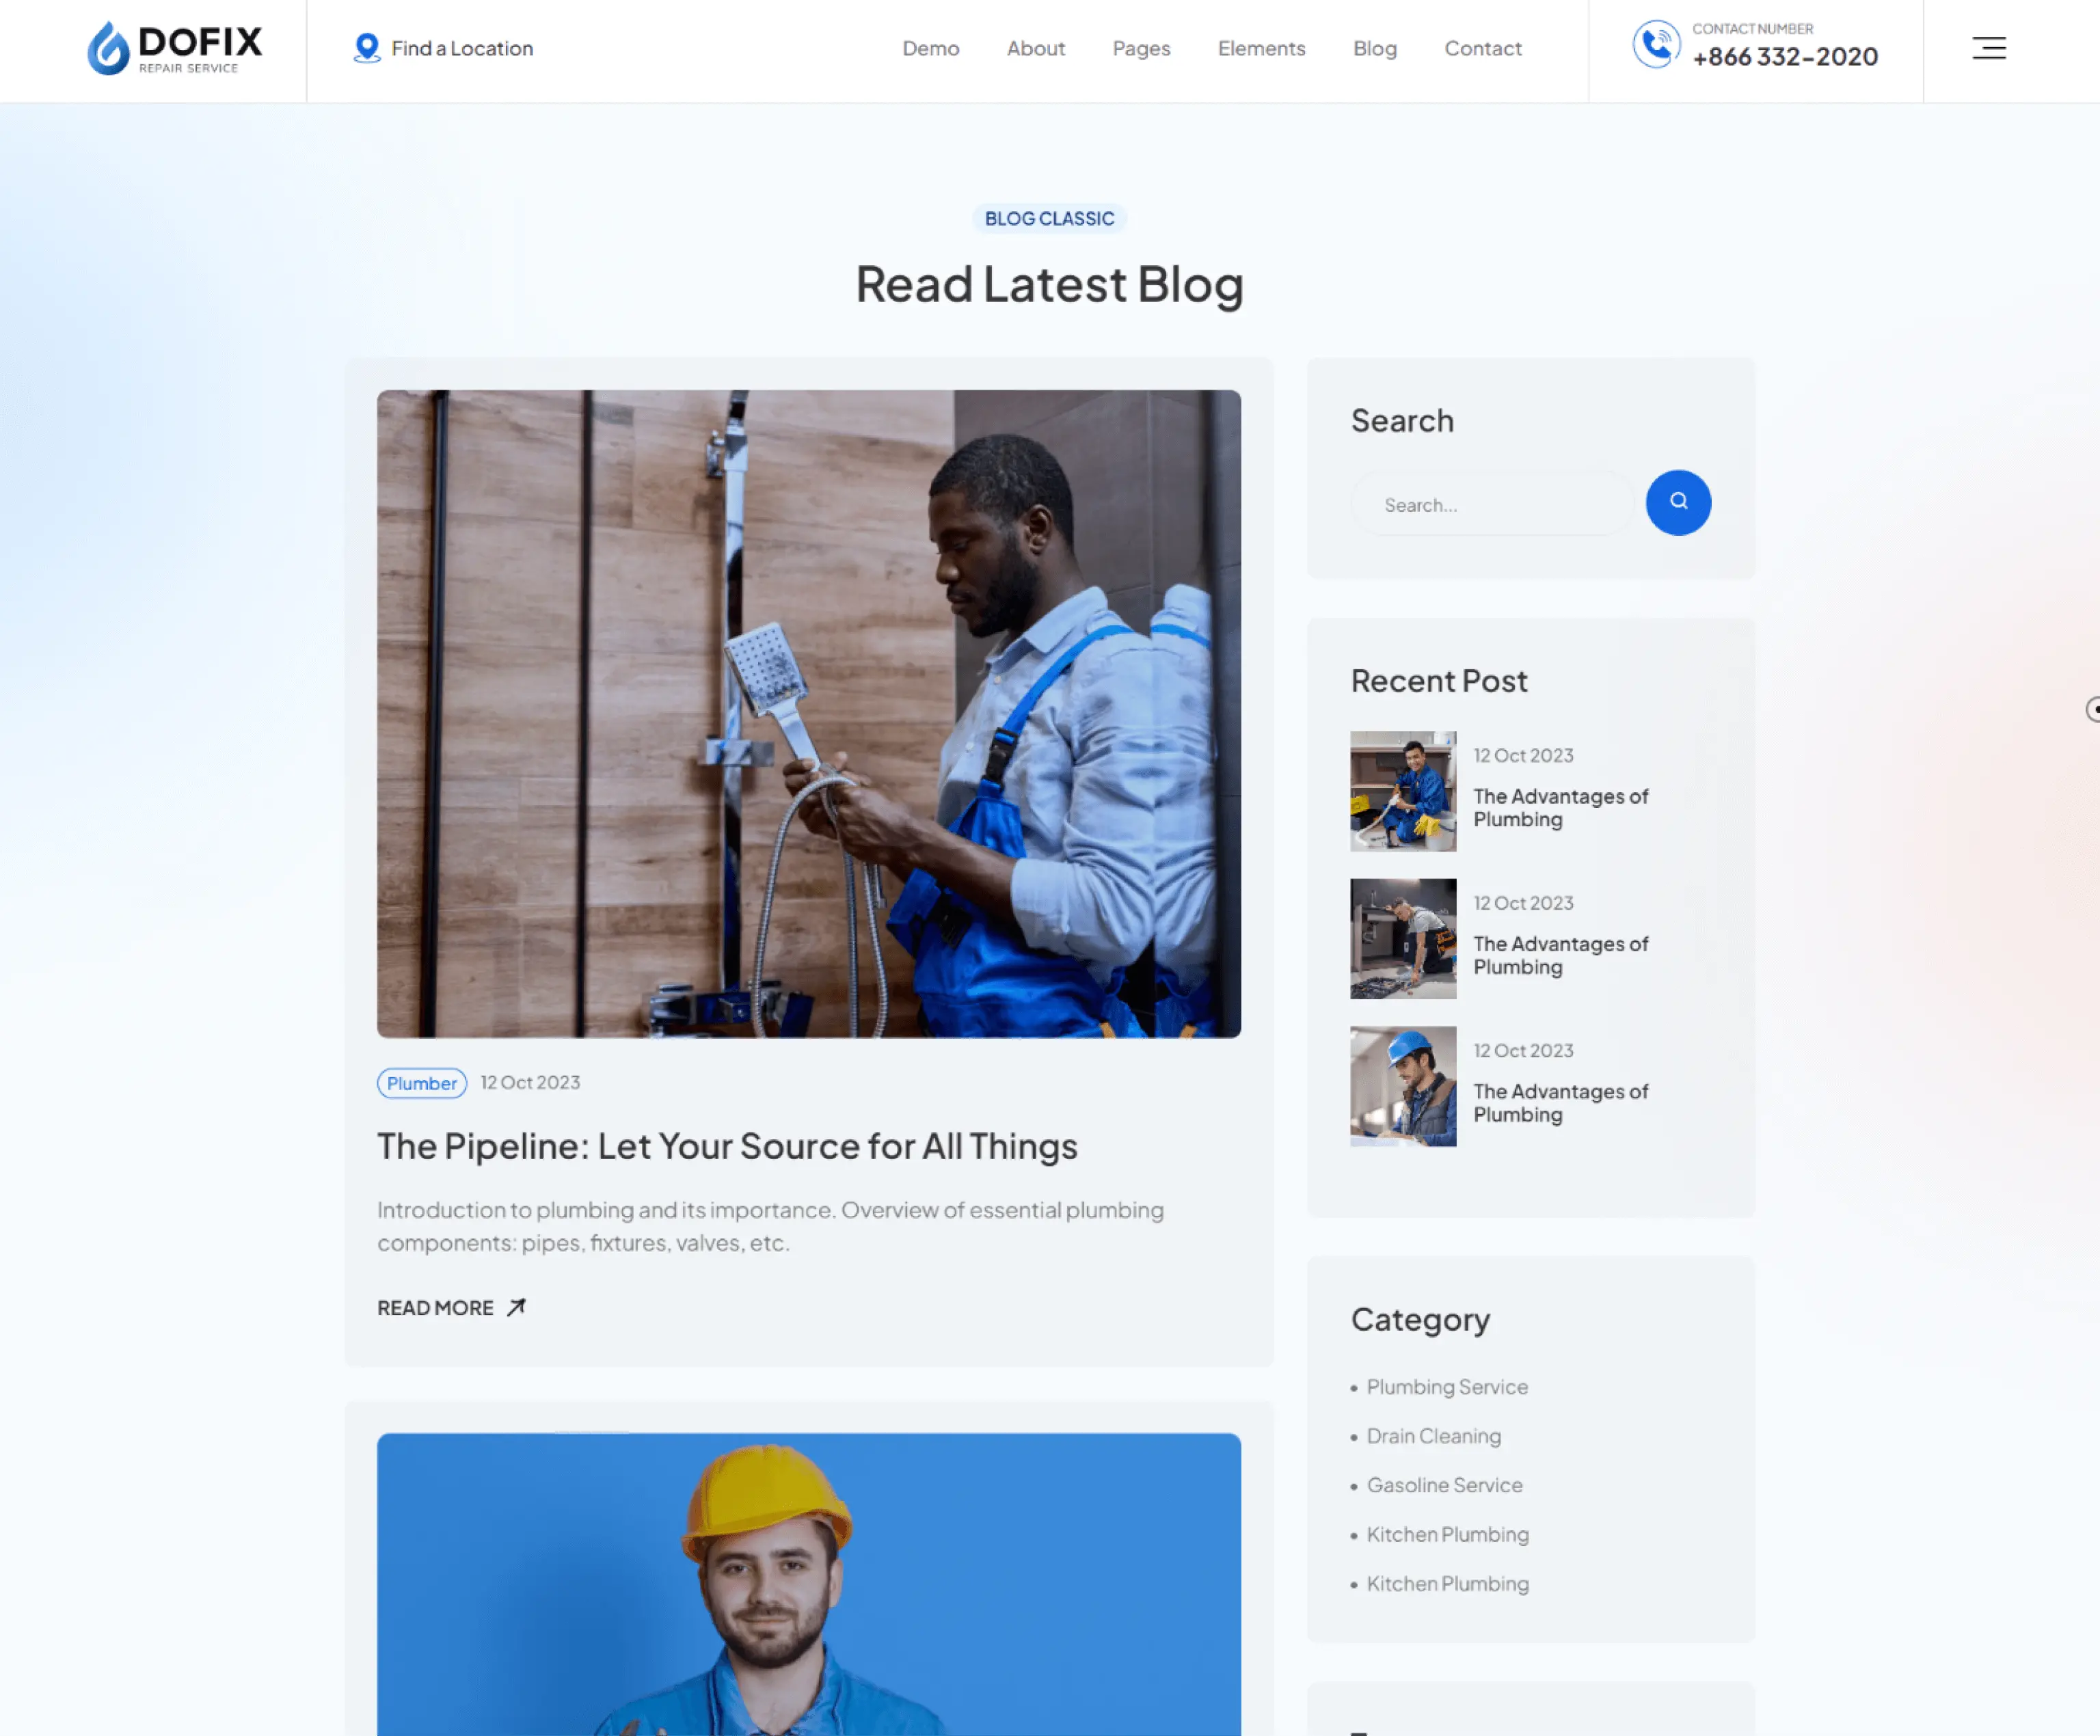 DOFIX
REPAIR SERVICE
Find a Location
Demo
About
Pages
Elements
Blog
Contact
CONTACT NUMBER
+866 332-2020
BLOG CLASSIC
Read Latest Blog
Plumber
12 Oct 2023
The Pipeline: Let Your Source for All Things
Introduction to plumbing and its importance. Overview of essential plumbing
components: pipes, fixtures, valves, etc.
READ MORE
Search
Search...
Recent Post
12 Oct 2023
The Advantages of
Plumbing
12 Oct 2023
The Advantages of
Plumbing
12 Oct 2023
The Advantages of
Plumbing
Category
• Plumbing Service
• Drain Cleaning
• Gasoline Service
• Kitchen Plumbing
• Kitchen Plumbing